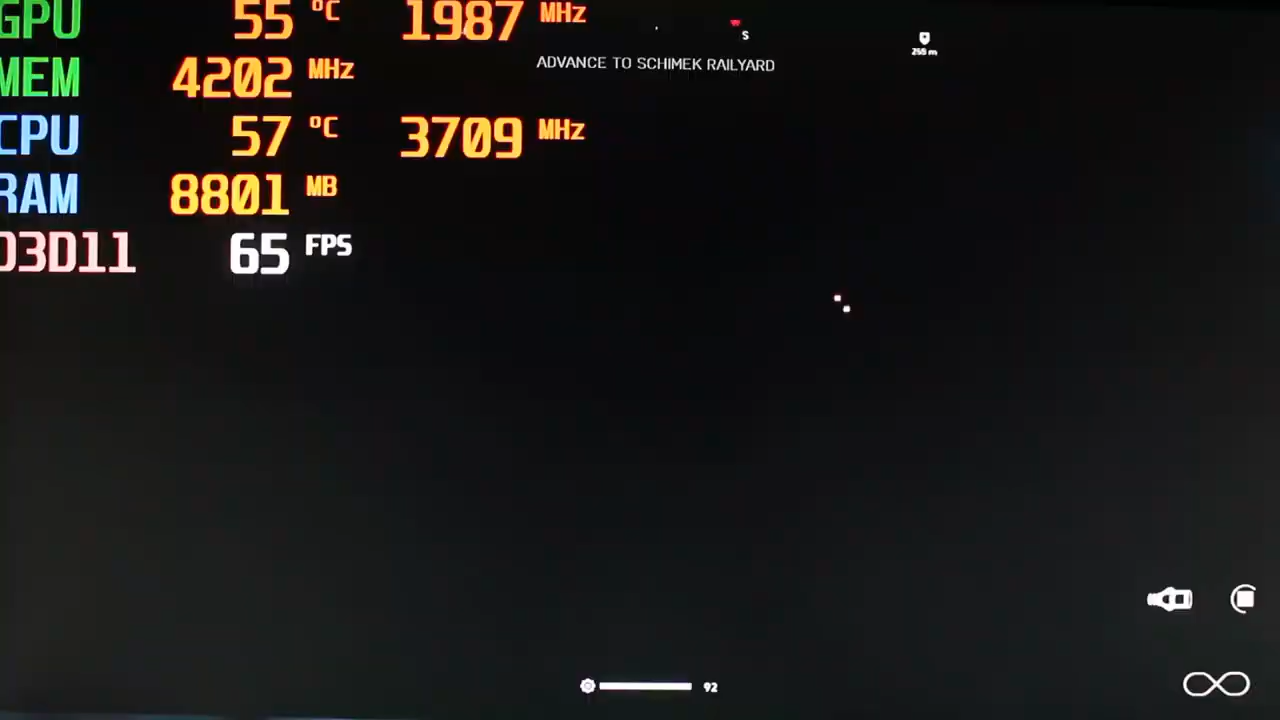 GPU 55 °C 1987 MHz
MEM 4202 MHz
CPU 57 °C 3709 MHz
RAM 8801 MB
D3D11 65 FPS
S
255 m
ADVANCE TO SCHIMEK RAILYARD
92